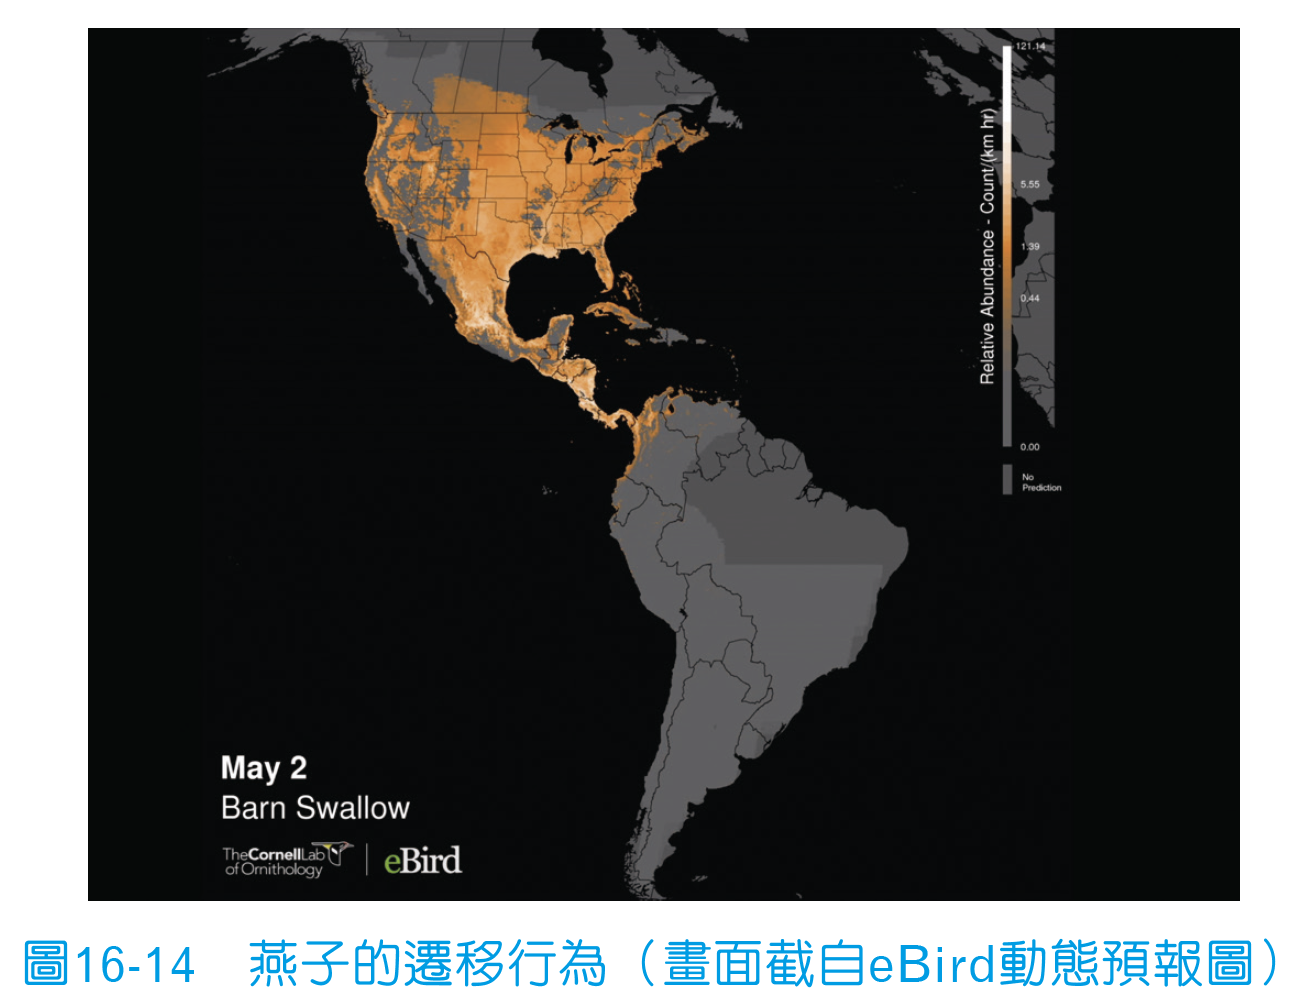 121.14
5.55
1.39
0.44
0.00
No
Prediction
Relative Abundance - Count/(km hr)
May 2
Barn Swallow
TheCornellLab
of Ornithology
eBird
圖16-14 燕子的遷移行為（畫面截自eBird動態預報圖）